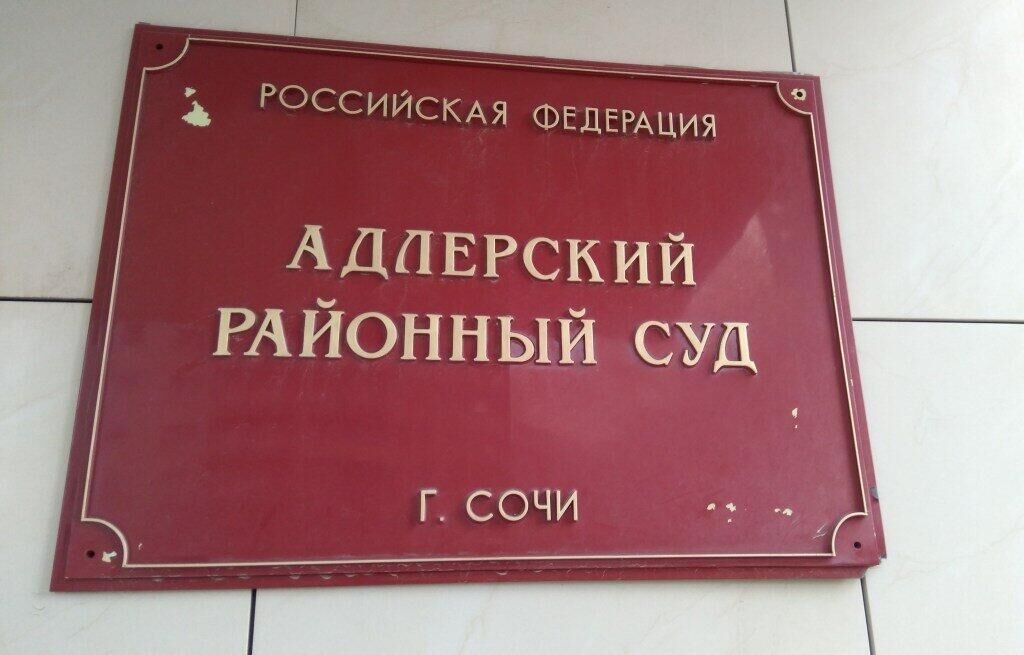 РОССИЙСКАЯ ФЕДЕРАЦИЯ
АДЛЕРСКИЙ
РАЙОННЫЙ СУД
Г. СОЧИ